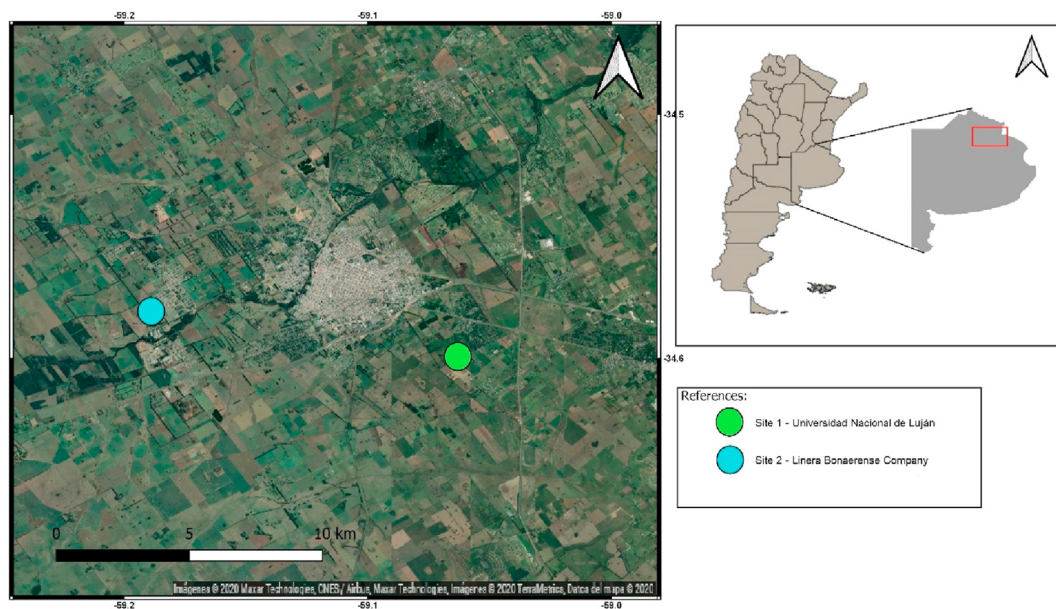 -59.2 -59.1 -59.0
-34.5
-34.6
References:
Site 1 - Universidad Nacional de Luján
Site 2 - Linera Bonaerense Company
0 5 10 km
Imágenes © 2020 Maxar Technologies, CNES / Airbus, Maxar Technologies, Imágenes © 2020 TerraMetrica, Datos del mapa © 2020
-59.2 -59.1 -59.0